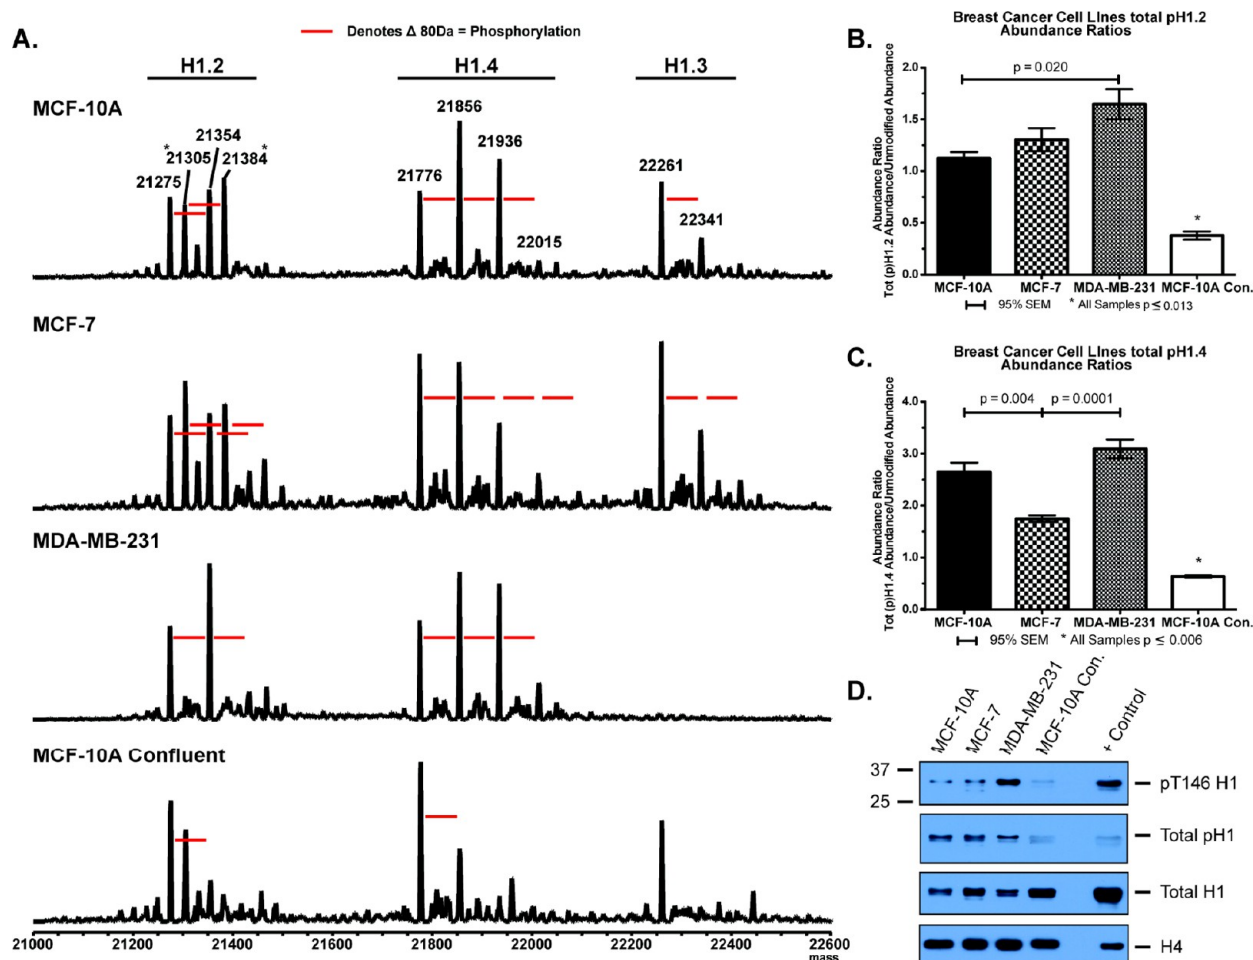 A.
Denotes Δ 80Da = Phosphorylation
H1.2
H1.4
H1.3
MCF-10A
21856
21354
21936
* 21305
21384 *
21275
21776
22261
22341
22015
MCF-7
MDA-MB-231
MCF-10A Confluent
21000 21200 21400 21600 21800 22000 22200 22400 22600
mass
B.
Breast Cancer Cell LInes total pH1.2
Abundance Ratios
Abundance Ratio
Tot (p)H1.2 Abundance/Unmodified Abundance
2.0
1.5
1.0
0.5
0.0
p = 0.020
*
MCF-10A MCF-7 MDA-MB-231 MCF-10A Con.
95% SEM * All Samples p ≤ 0.013
C.
Breast Cancer Cell LInes total pH1.4
Abundance Ratios
Abundance Ratio
Tot (p)H1.4 Abundance/Unmodified Abundance
4.0
3.0
2.0
1.0
0.0
p = 0.004 p = 0.0001
*
MCF-10A MCF-7 MDA-MB-231 MCF-10A Con.
95% SEM * All Samples p ≤ 0.006
D.
MCF-10A
MCF-7
MDA-MB-231
MCF-10A Con.
+ Control
37
25
pT146 H1
Total pH1
Total H1
H4